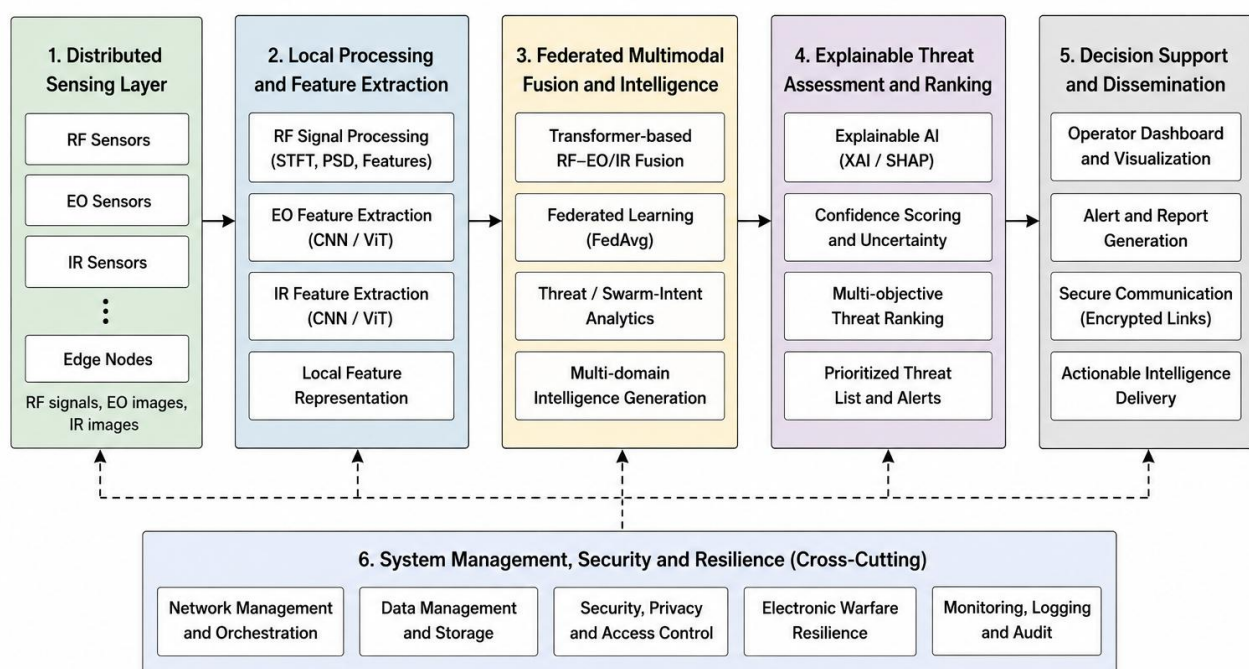 1. Distributed
Sensing Layer
RF Sensors
EO Sensors
IR Sensors
Edge Nodes
RF signals, EO images,
IR images
2. Local Processing
and Feature Extraction
RF Signal Processing
(STFT, PSD, Features)
EO Feature Extraction
(CNN / ViT)
IR Feature Extraction
(CNN / ViT)
Local Feature
Representation
3. Federated Multimodal
Fusion and Intelligence
Transformer-based
RF–EO/IR Fusion
Federated Learning
(FedAvg)
Threat / Swarm-Intent
Analytics
Multi-domain
Intelligence Generation
4. Explainable Threat
Assessment and Ranking
Explainable AI
(XAI / SHAP)
Confidence Scoring
and Uncertainty
Multi-objective
Threat Ranking
Prioritized Threat
List and Alerts
5. Decision Support
and Dissemination
Operator Dashboard
and Visualization
Alert and Report
Generation
Secure Communication
(Encrypted Links)
Actionable Intelligence
Delivery
6. System Management, Security and Resilience (Cross-Cutting)
Network Management
and Orchestration
Data Management
and Storage
Security, Privacy
and Access Control
Electronic Warfare
Resilience
Monitoring, Logging
and Audit